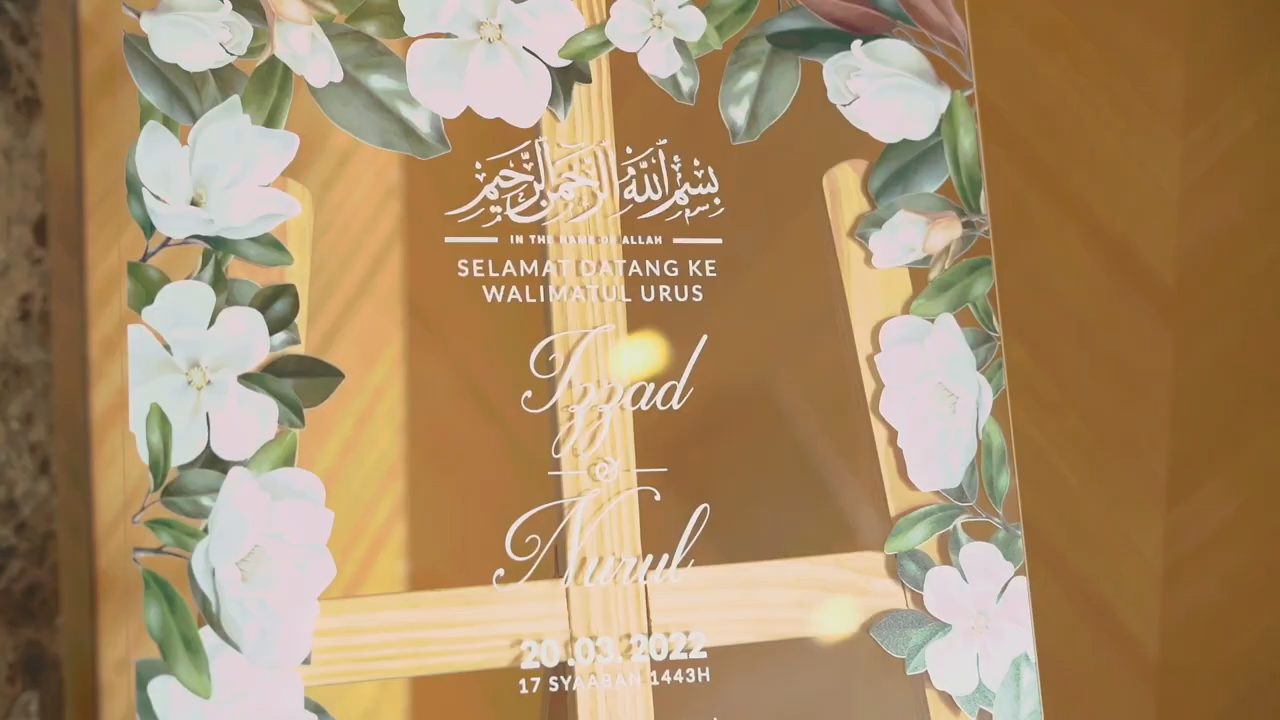 بسم الله الرحمن الرحيم
IN THE NAME OF ALLAH
SELAMAT DATANG KE
WALIMATUL URUS
Izzad
&
Nurul
20.03.2022
17 SYAABAN 1443H